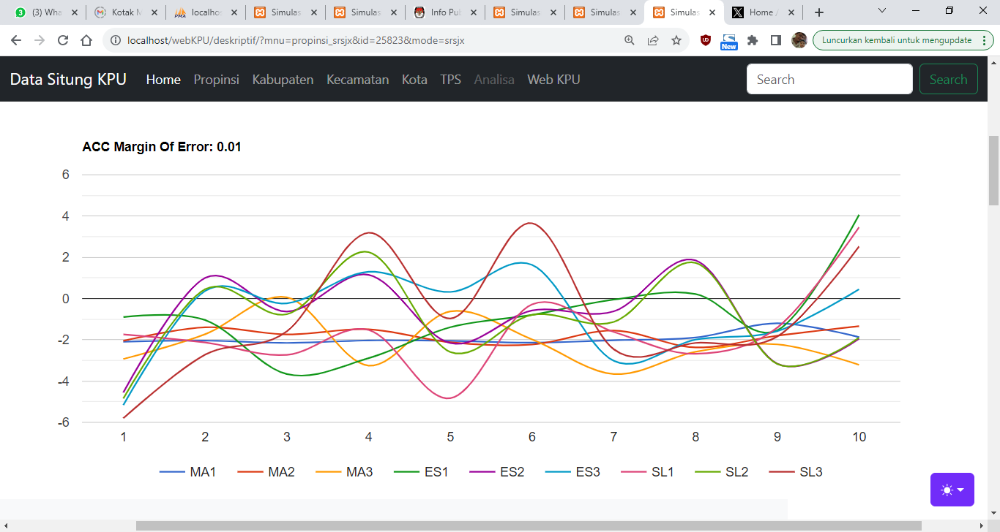 3 (3) Wha Kotak M localhos Simulas Simulas Info Pub Simulas Simulas Simulas Home /
localhost/webKPU/deskriptif/?mnu=propinsi_srsjx&id=25823&mode=srsjx New Luncurkan kembali untuk mengupdate
Data Situng KPU Home Propinsi Kabupaten Kecamatan Kota TPS Analisa Web KPU Search Search
ACC Margin Of Error: 0.01
6
4
2
0
-2
-4
-6
1 2 3 4 5 6 7 8 9 10
MA1 MA2 MA3 ES1 ES2 ES3 SL1 SL2 SL3